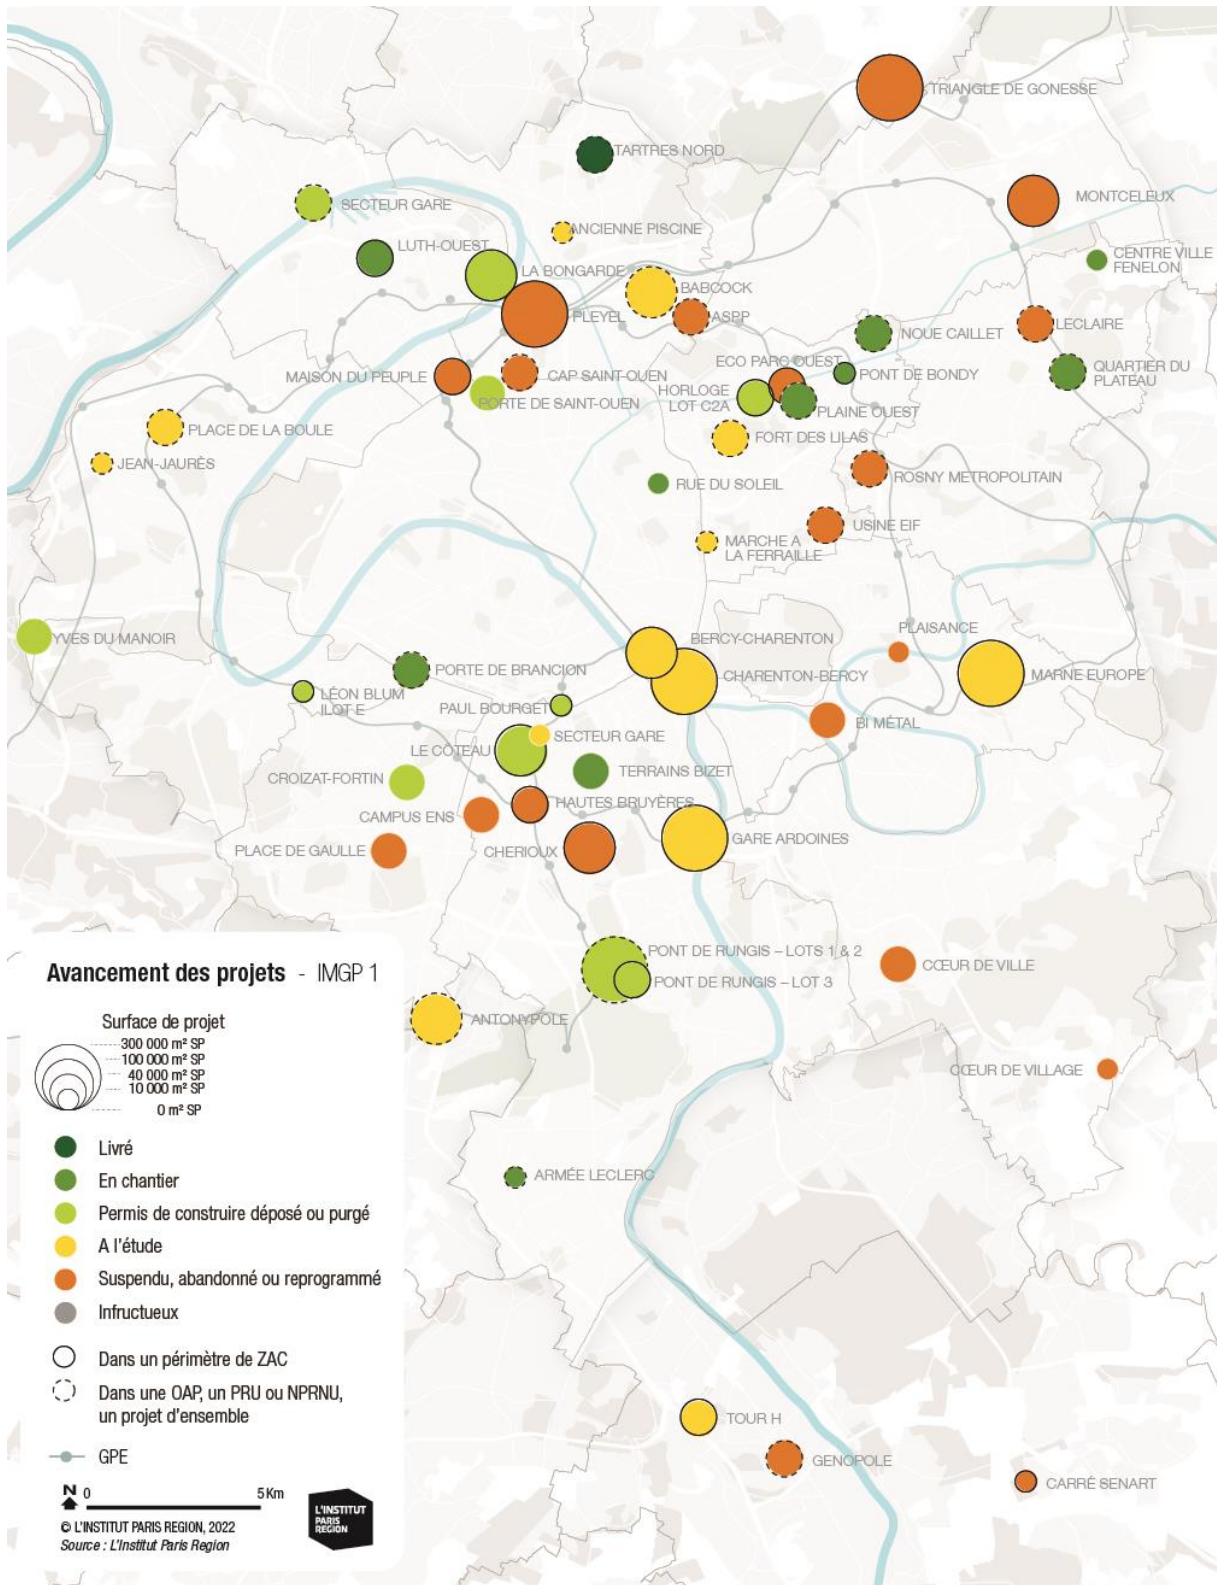 TRIANGLE DE GONESSE
TARTRES NORD
MONTCELEUX
SECTEUR GARE
ANCIENNE PISCINE
LUTH-OUEST
CENTRE VILLE
FENELON
LA BONGARDE
BABCOCK
PLEYEL
ASPP
LECLAIRE
NOUE CAILLET
ECO PARC OUEST
PONT DE BONDY
QUARTIER DU
PLATEAU
MAISON DU PEUPLE
CAP SAINT-OUEN
HORLOGE
LOT C2A
PORTE DE SAINT-OUEN
PLAINE OUEST
PLACE DE LA BOULE
FORT DES LILAS
JEAN-JAURÈS
ROSNY METROPOLITAIN
RUE DU SOLEIL
USINE EIF
MARCHE A
LA FERRAILLE
YVES DU MANOIR
BERCY-CHARENTON
PLAISANCE
PORTE DE BRANCION
CHARENTON-BERCY
MARNE EUROPE
LÉON BLUM
ILOT E
PAUL BOURGET
BI MÉTAL
SECTEUR GARE
LE CÔTEAU
CROIZAT-FORTIN
TERRAINS BIZET
HAUTES BRUYÈRES
CAMPUS ENS
GARE ARDOINES
PLACE DE GAULLE
CHERIOUX
PONT DE RUNGIS – LOTS 1 & 2
CŒUR DE VILLE
PONT DE RUNGIS – LOT 3
ANTONYPOLE
CŒUR DE VILLAGE
ARMÉE LECLERC
TOUR H
GENOPOLE
CARRÉ SENART
Avancement des projets - IMGP 1
Surface de projet
300 000 m² SP
100 000 m² SP
40 000 m² SP
10 000 m² SP
0 m² SP
Livré
En chantier
Permis de construire déposé ou purgé
A l'étude
Suspendu, abandonné ou reprogrammé
Infructueux
Dans un périmètre de ZAC
Dans une OAP, un PRU ou NPRNU,
un projet d'ensemble
GPE
N 0 5 Km
© L'INSTITUT PARIS REGION, 2022
Source : L'Institut Paris Region
L'INSTITUT
PARIS
REGION